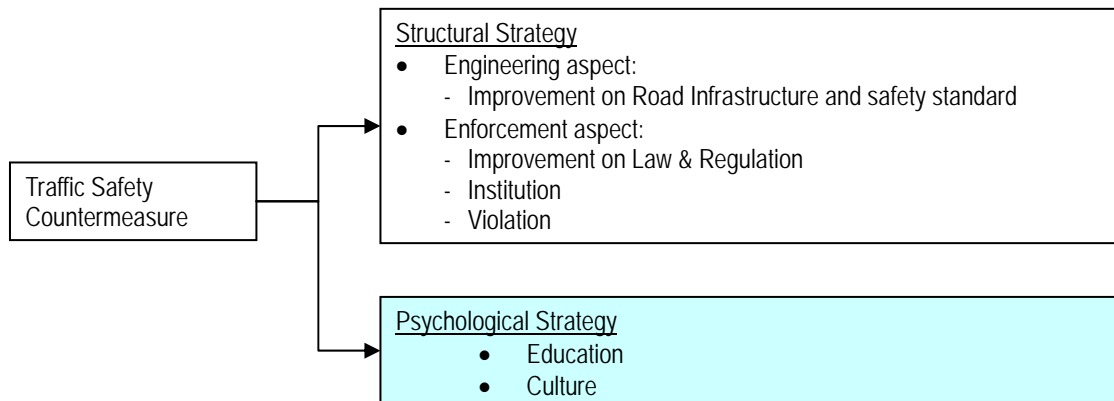 Structural Strategy
● Engineering aspect:
- Improvement on Road Infrastructure and safety standard
● Enforcement aspect:
- Improvement on Law & Regulation
- Institution
- Violation
Traffic Safety
Countermeasure
Psychological Strategy
● Education
● Culture